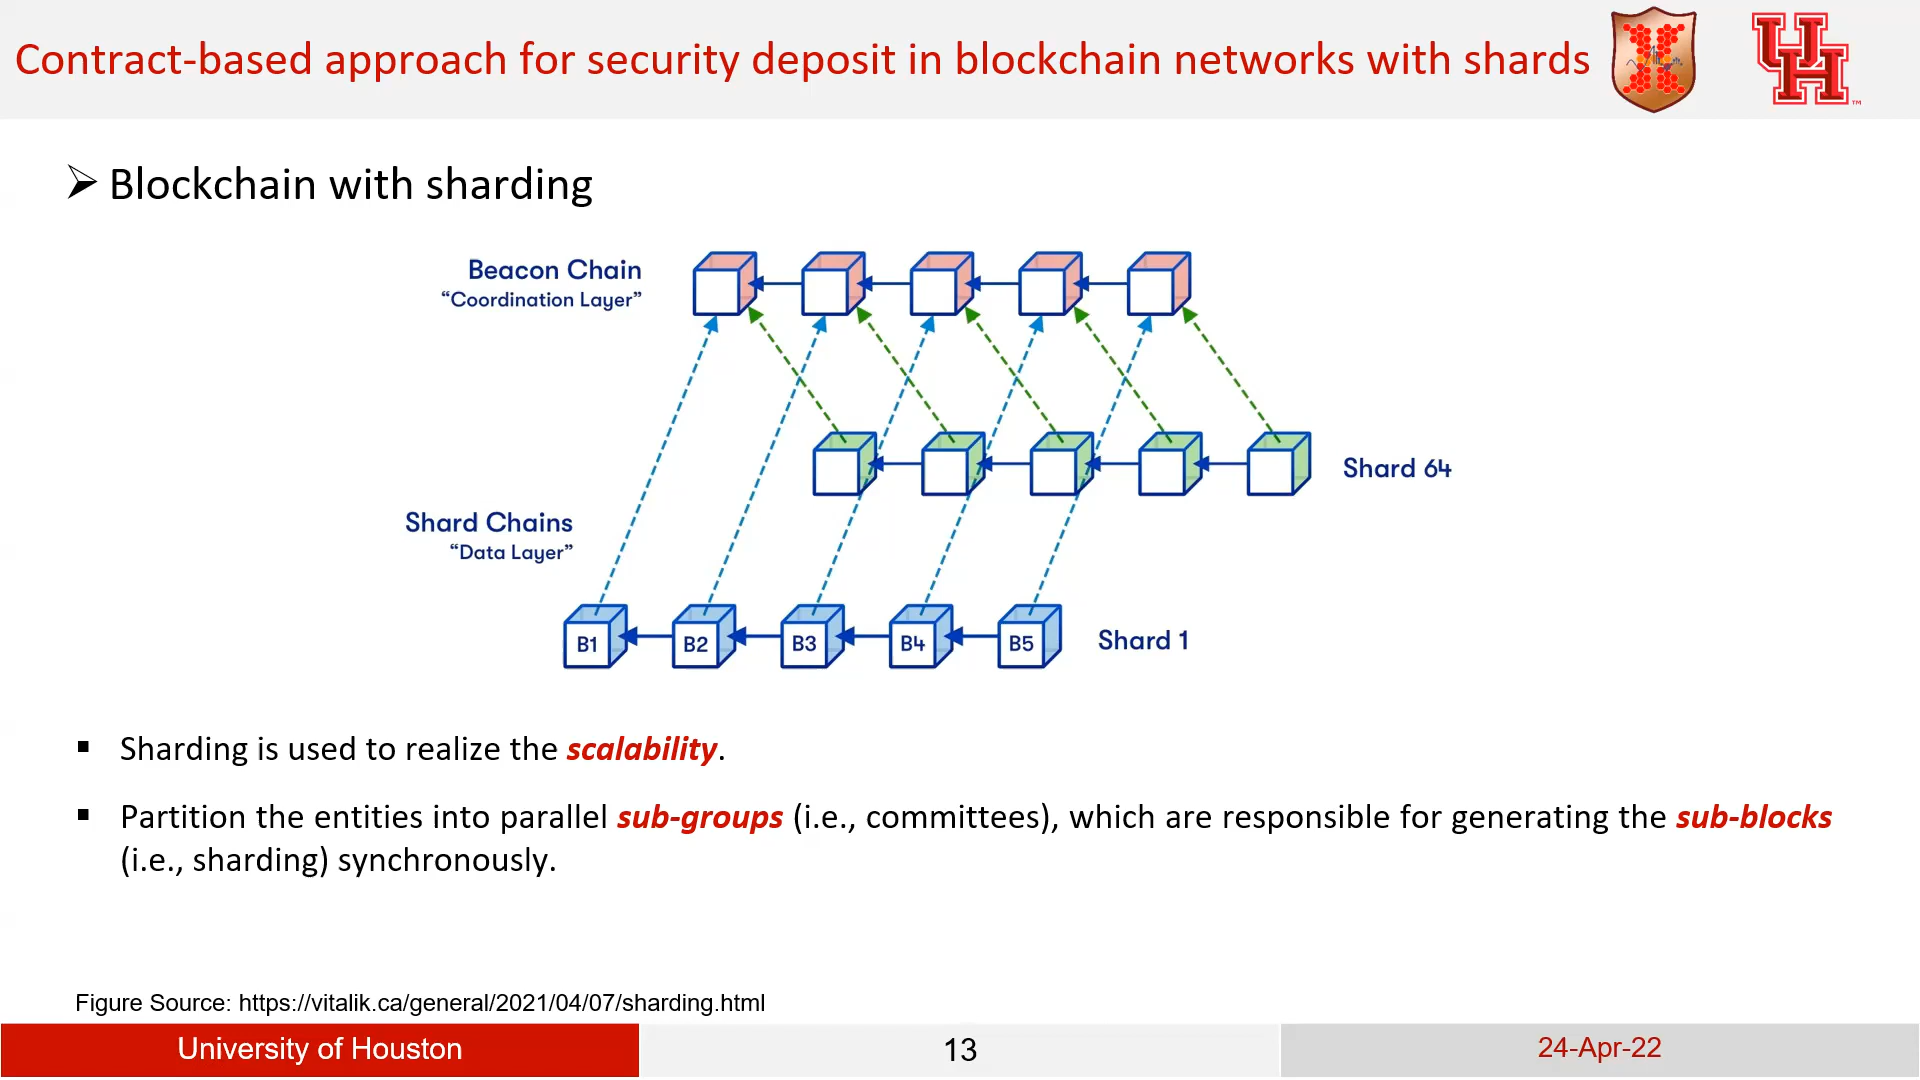 Contract-based approach for security deposit in blockchain networks with shards
Blockchain with sharding
Beacon Chain
“Coordination Layer”
Shard 64
Shard Chains
“Data Layer”
B1 B2 B3 B4 B5 Shard 1
Sharding is used to realize the scalability.
Partition the entities into parallel sub-groups (i.e., committees), which are responsible for generating the sub-blocks
(i.e., sharding) synchronously.
Figure Source: https://vitalik.ca/general/2021/04/07/sharding.html
University of Houston 13 24-Apr-22